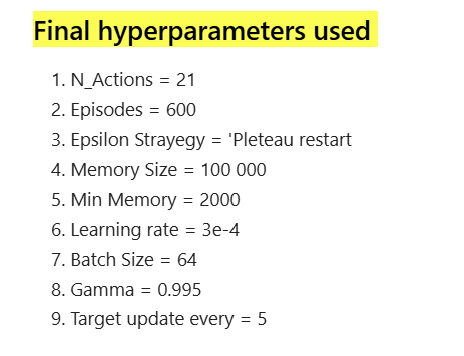 Final hyperparameters used
1. N_Actions = 21
2. Episodes = 600
3. Epsilon Strayegy = 'Pleteau restart
4. Memory Size = 100 000
5. Min Memory = 2000
6. Learning rate = 3e-4
7. Batch Size = 64
8. Gamma = 0.995
9. Target update every = 5